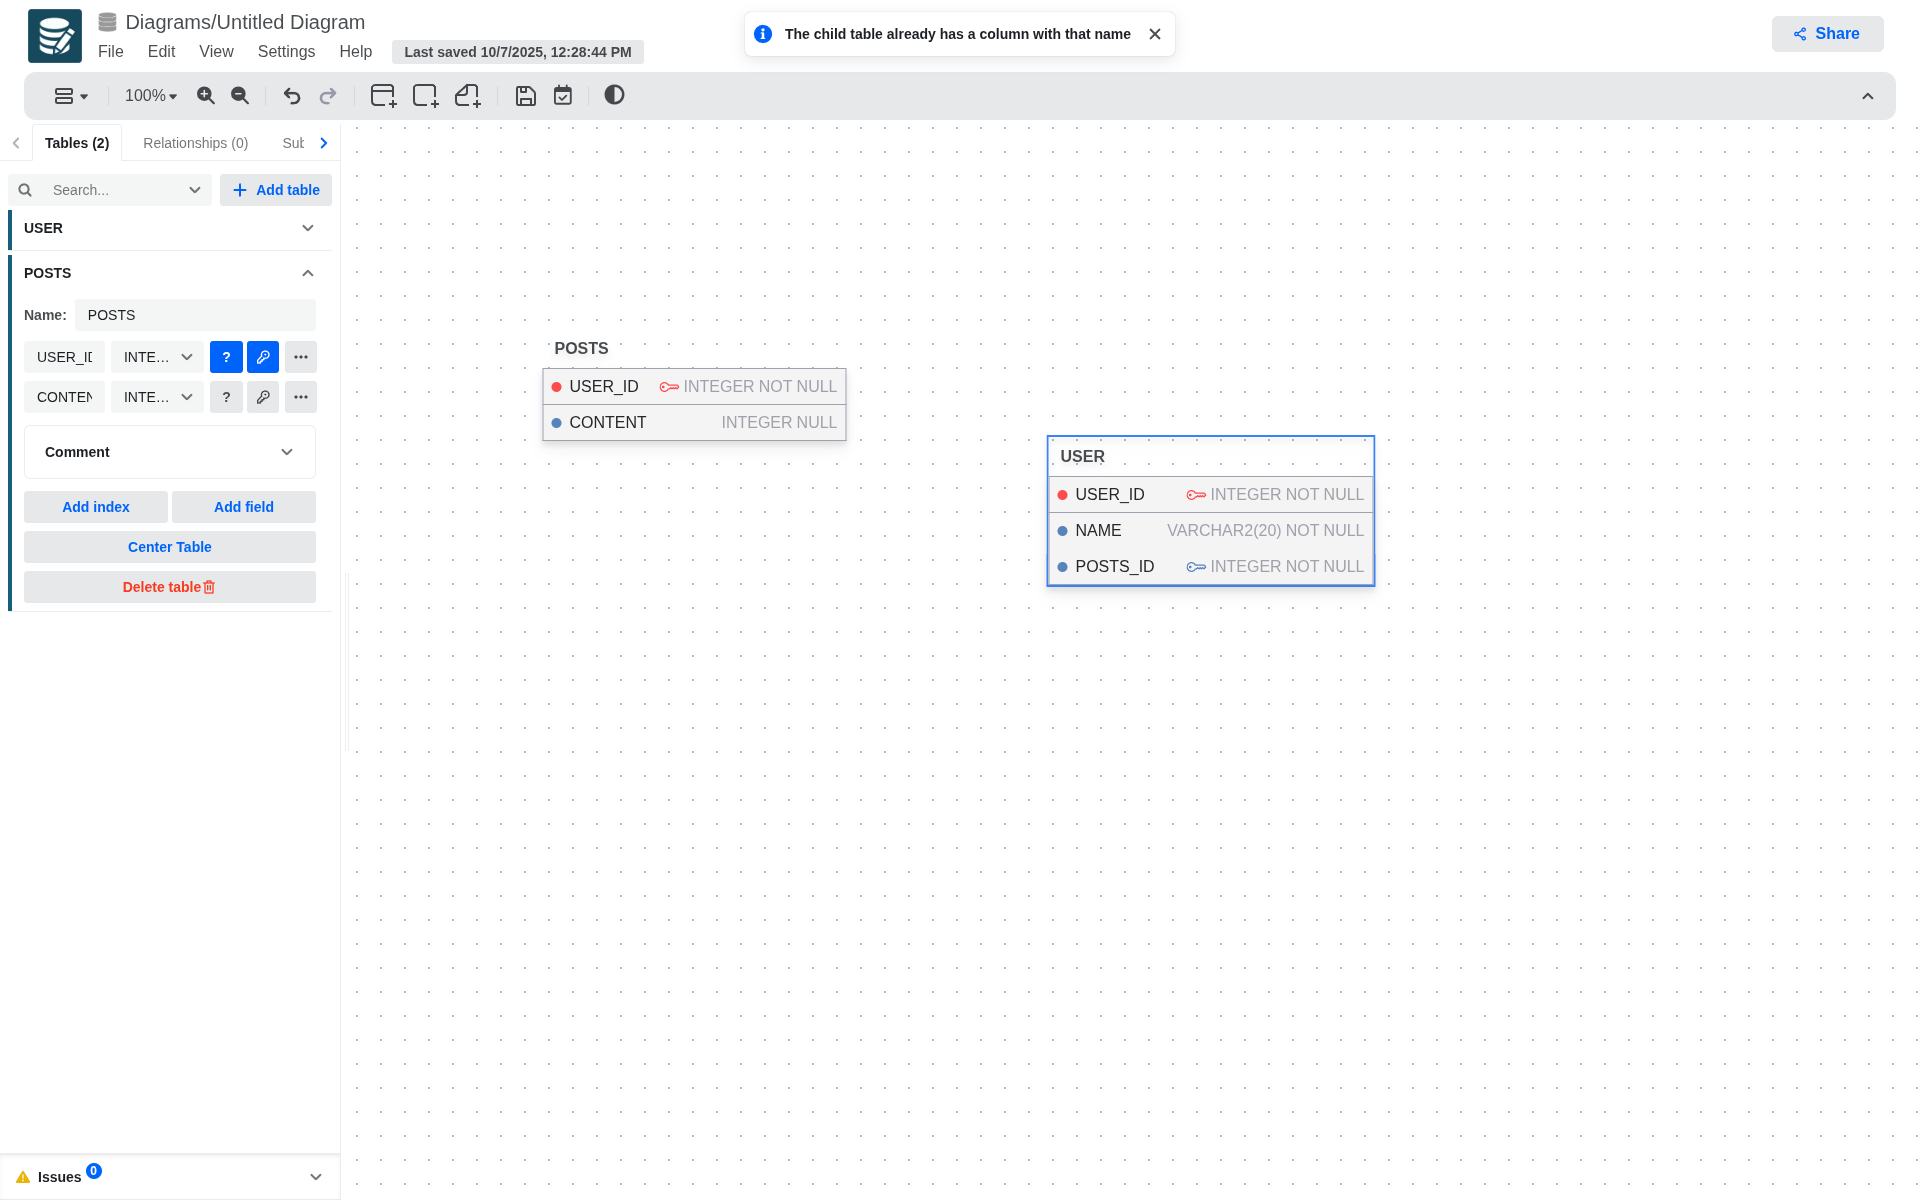 Diagrams/Untitled Diagram
File Edit View Settings Help Last saved 10/7/2025, 12:28:44 PM
The child table already has a column with that name
Share
100%
Tables (2) Relationships (0) Sub
Search... Add table
USER
POSTS
Name: POSTS
USER_ID INTE... ?
CONTEN INTE... ?
Comment
Add index Add field
Center Table
Delete table
POSTS
USER_ID INTEGER NOT NULL
CONTENT INTEGER NULL
USER
USER_ID INTEGER NOT NULL
NAME VARCHAR2(20) NOT NULL
POSTS_ID INTEGER NOT NULL
Issues 0